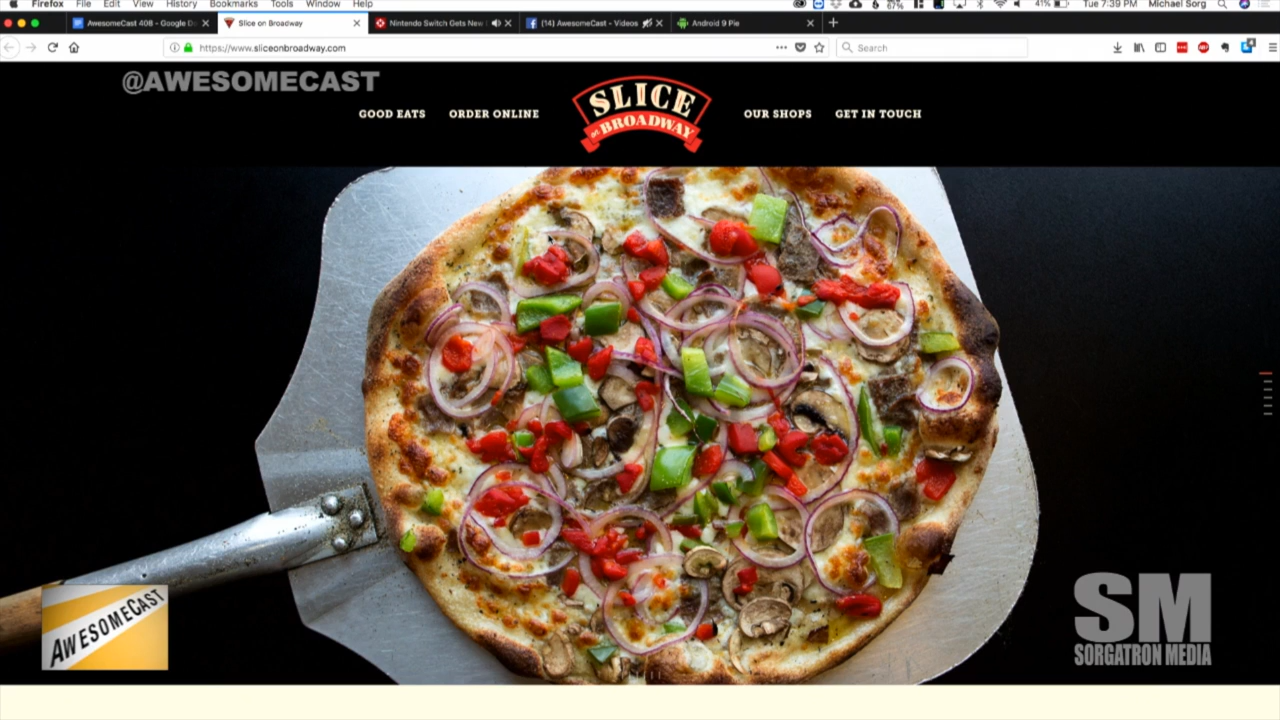 Firefox File Edit View History Bookmarks Tools Window Help 41% Tue 7:39 PM Michael Sorg
AwesomeCast 408 - Google D
Slice on Broadway
Nintendo Switch Gets New
(14) AwesomeCast - Videos
Android 9 Pie
https://www.sliceonbroadway.com
Search
@AWESOMECAST
GOOD EATS
ORDER ONLINE
SLICE
on BROADWAY
OUR SHOPS
GET IN TOUCH
AWESOMECAST
SM
SORGATRON MEDIA